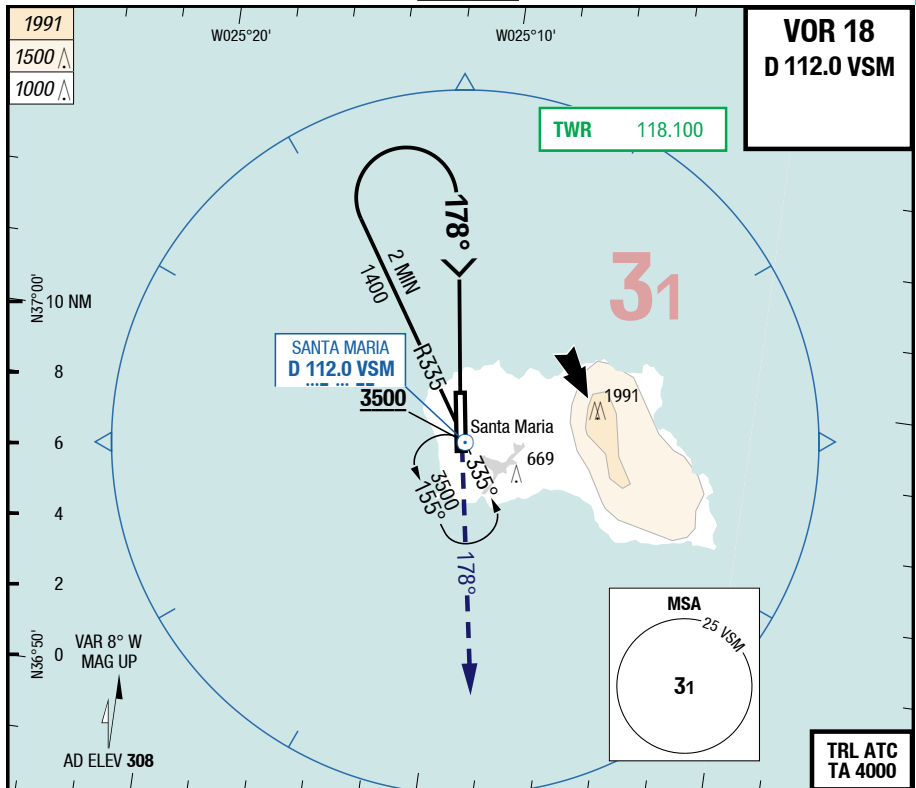 1991
1500
1000
W025°20'
W025°10'
VOR 18
D 112.0 VSM
TWR 118.100
178°
2 MIN
1400
R335
31
N37°00'
10 NM
8
6
4
2
0
SANTA MARIA
D 112.0 VSM
3500
Santa Maria
1991
669
335°
3500
155°
178°
MSA
25 VSM
31
N36°50'
VAR 8° W
MAG UP
AD ELEV 308
TRL ATC
TA 4000